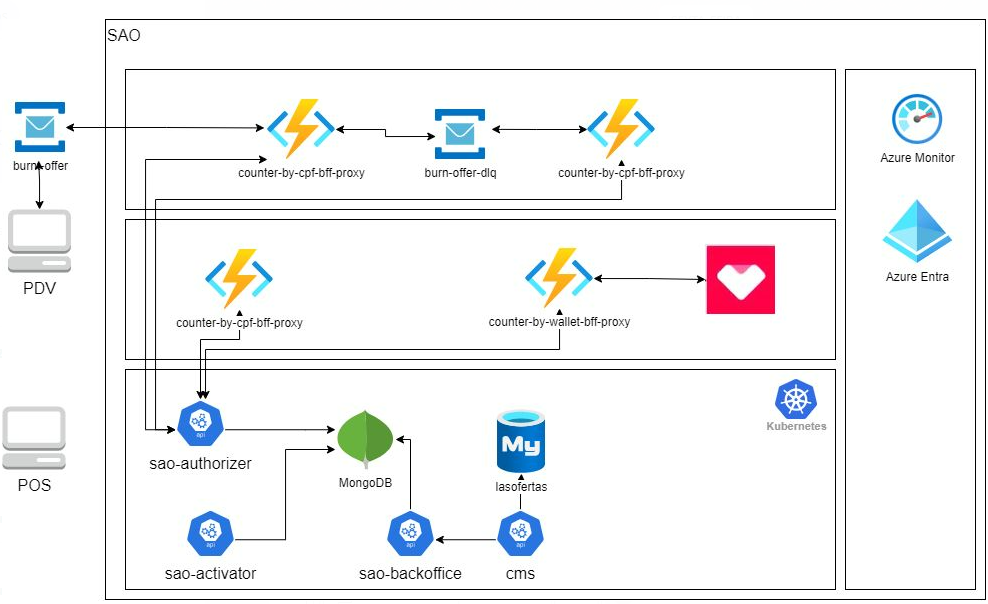 SAO
burn-offer
counter-by-cpf-bff-proxy
burn-offer-dlq
counter-by-cpf-bff-proxy
Azure Monitor
PDV
counter-by-cpf-bff-proxy
counter-by-wallet-bff-proxy
Azure Entra
POS
api
sao-authorizer
MongoDB
My
lasofertas
Kubernetes
api
sao-activator
api
sao-backoffice
api
cms